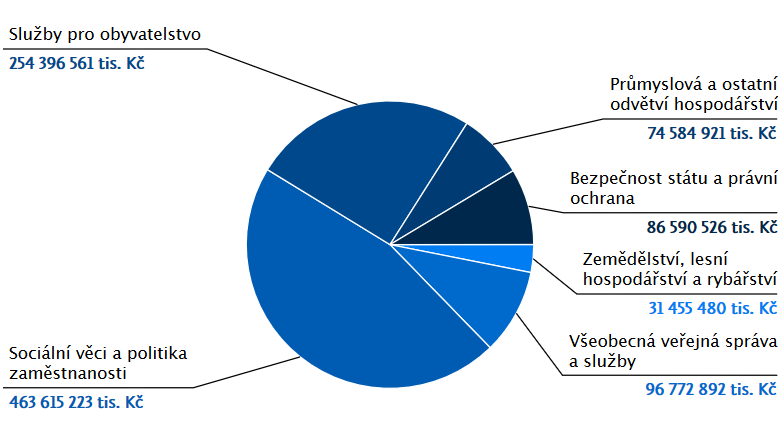 Služby pro obyvatelstvo
254 396 561 tis. Kč
Průmyslová a ostatní
odvětví hospodářství
74 584 921 tis. Kč
Bezpečnost státu a právní
ochrana
86 590 526 tis. Kč
Zemědělství, lesní
hospodářství a rybářství
31 455 480 tis. Kč
Všeobecná veřejná správa
a služby
96 772 892 tis. Kč
Sociální věci a politika
zaměstnanosti
463 615 223 tis. Kč